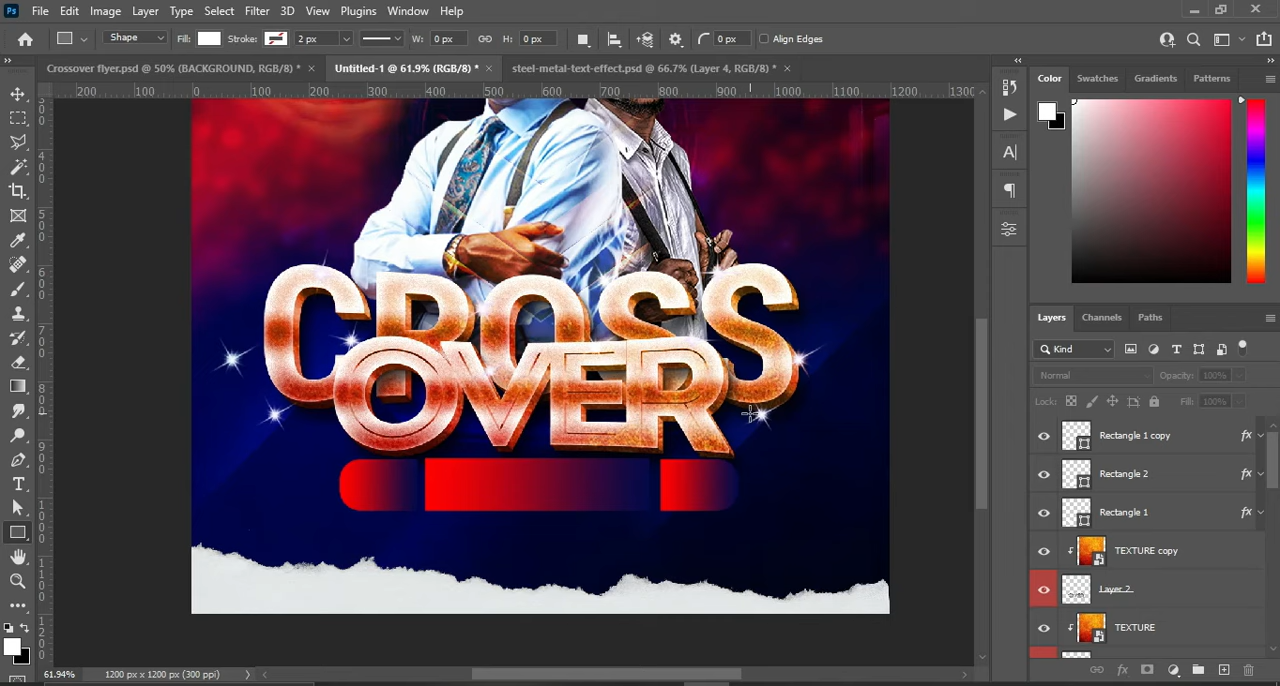 Ps File Edit Image Layer Type Select Filter 3D View Plugins Window Help
Shape Fill: Stroke: 2 px W: 0 px H: 0 px 0 px Align Edges
Crossover flyer.psd @ 50% (BACKGROUND, RGB/8) * × Untitled-1 @ 61.9% (RGB/8) * × steel-metal-text-effect.psd @ 66.7% (Layer 4, RGB/8) * ×
200 100 0 100 200 300 400 500 600 700 800 900 1000 1100 1200 1300
Color Swatches Gradients Patterns
CROSS
OVER
Layers Channels Paths
Kind
Normal Opacity: 100%
Lock: Fill: 100%
Rectangle 1 copy fx
Rectangle 2 fx
Rectangle 1 fx
TEXTURE copy
Layer 2
TEXTURE
61.94% 1200 px x 1200 px (300 ppi)